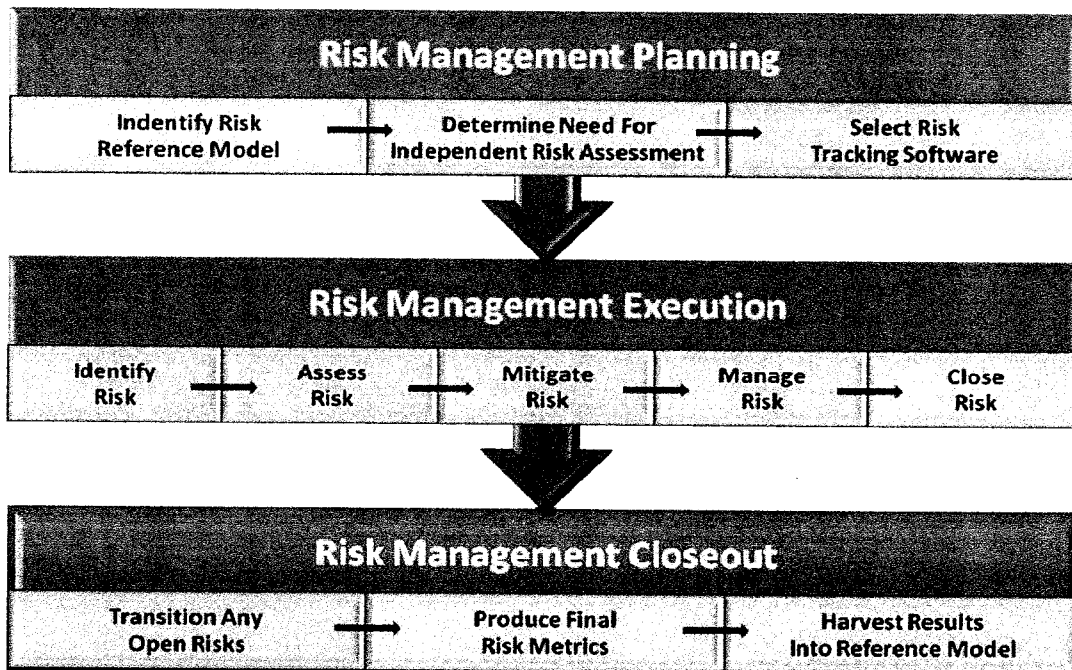 Risk Management Planning
Indentify Risk
Reference Model
Determine Need For
Independent Risk Assessment
Select Risk
Tracking Software
Risk Management Execution
Identify
Risk
Assess
Risk
Mitigate
Risk
Manage
Risk
Close
Risk
Risk Management Closeout
Transition Any
Open Risks
Produce Final
Risk Metrics
Harvest Results
Into Reference Model